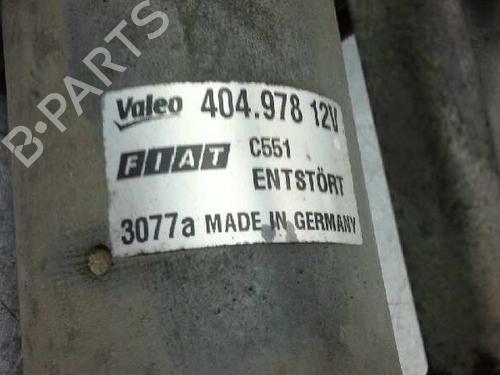 B-PARTS
Valeo 404.978 12V
FIAT C551
ENTSTÖRT
3077a MADE IN GERMANY